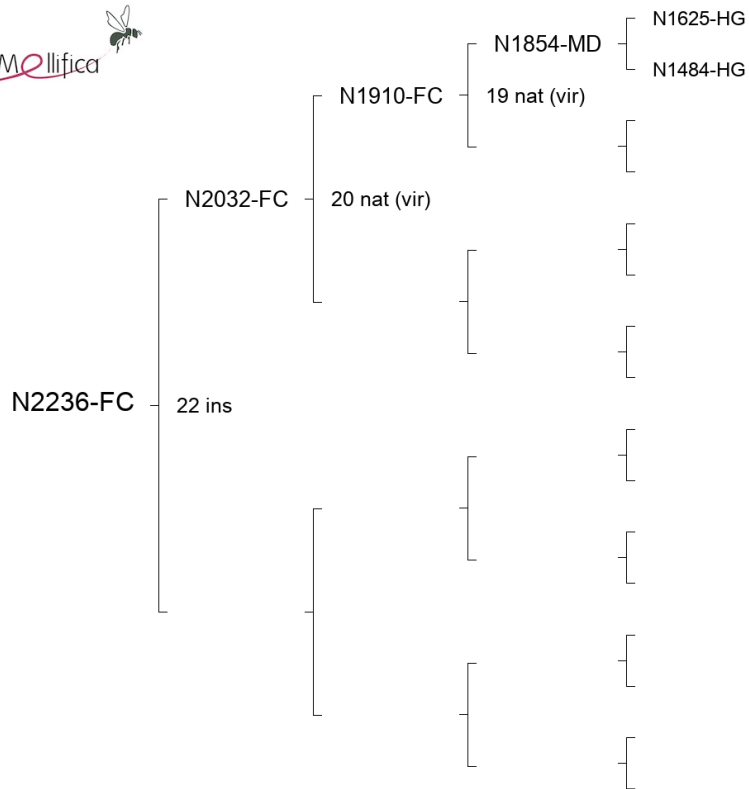 Mellifica
N1625-HG
N1854-MD
N1484-HG
N1910-FC
19 nat (vir)
N2032-FC
20 nat (vir)
N2236-FC
22 ins